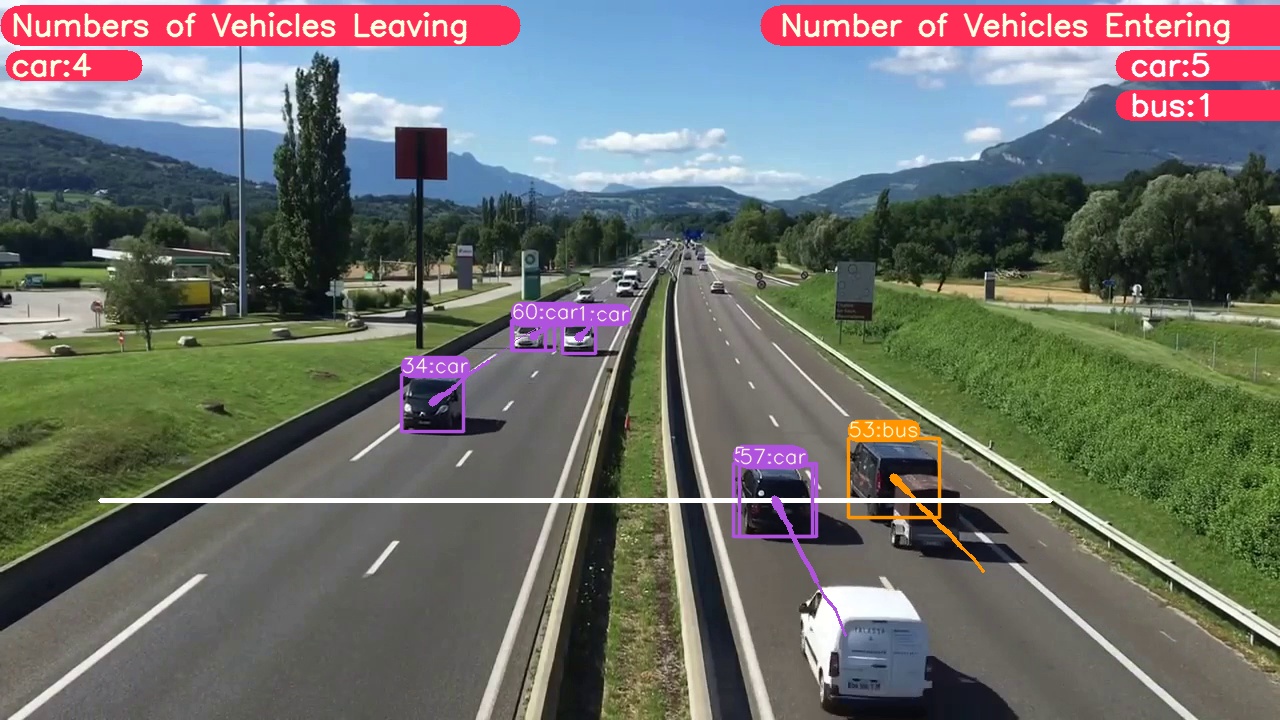 Numbers of Vehicles Leaving
Number of Vehicles Entering
car:4
car:5
bus:1
60:car
1:car
34:car
53:bus
57:car